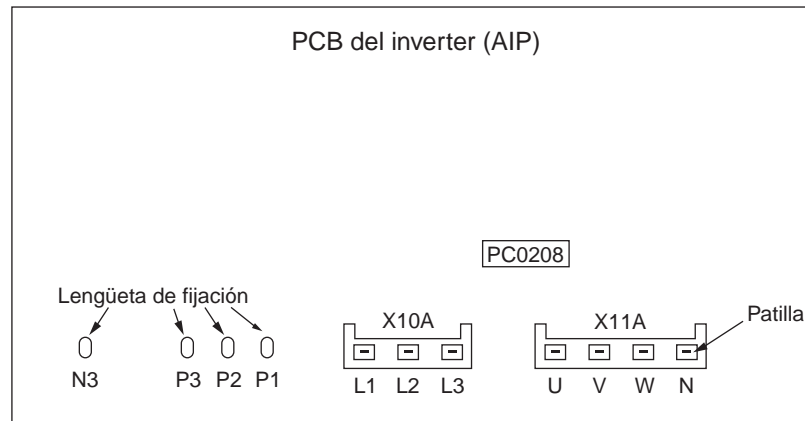 PCB del inverter (AIP)
PC0208
Lengüeta de fijación
X10A
X11A
Patilla
N3 P3 P2 P1 L1 L2 L3 U V W N